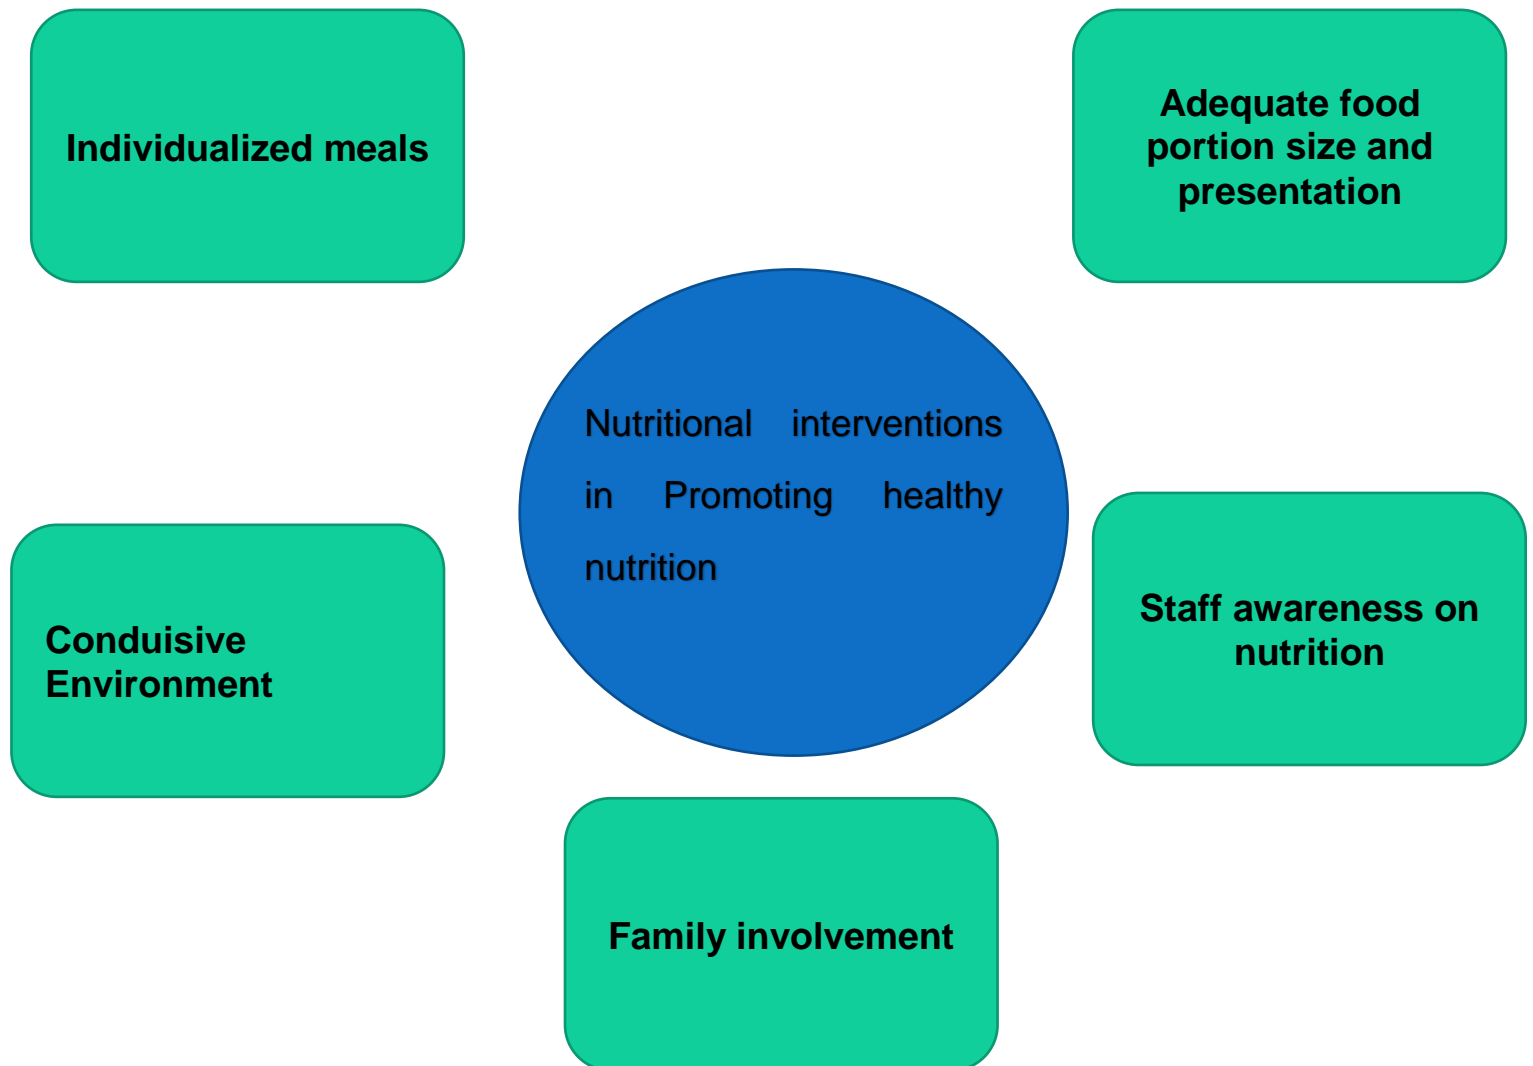 Individualized meals
Adequate food
portion size and
presentation
Nutritional interventions
in Promoting healthy
nutrition
Conduisive
Environment
Staff awareness on
nutrition
Family involvement